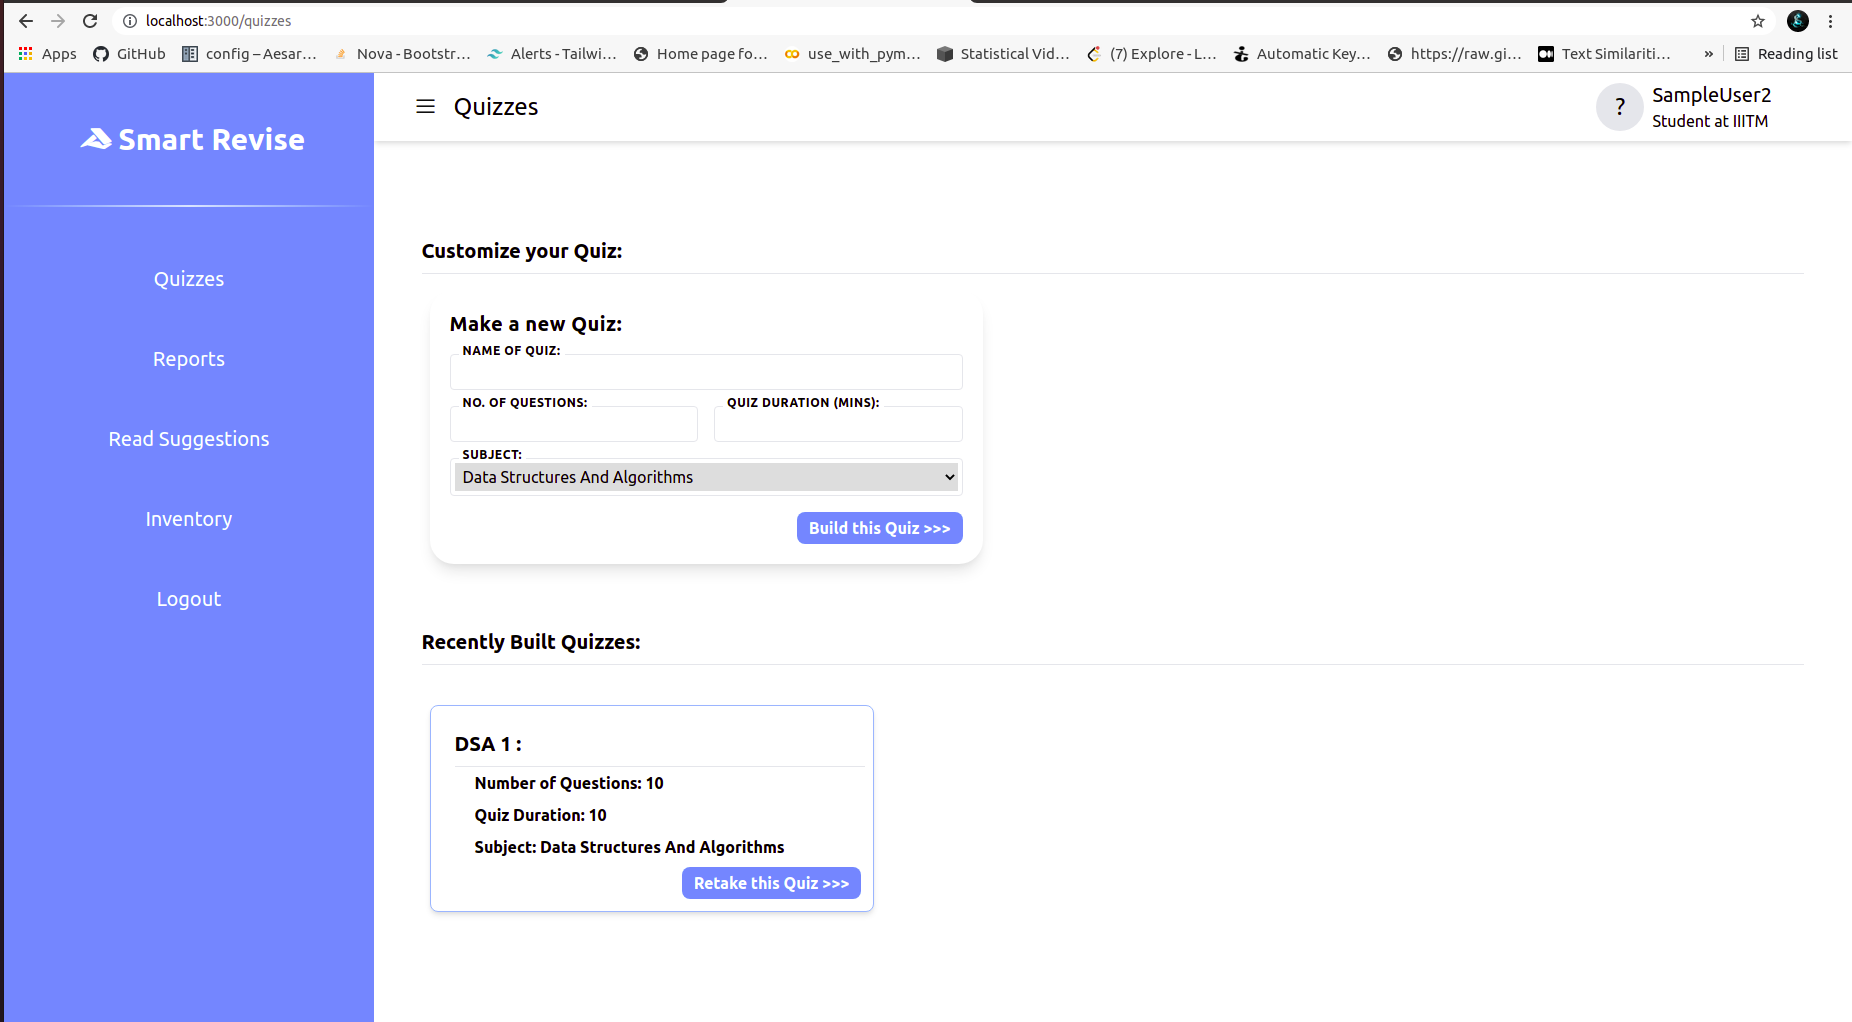 localhost:3000/quizzes
Apps GitHub config – Aesar... Nova - Bootstr... Alerts - Tailwi... Home page fo... use_with_pym... Statistical Vid... (7) Explore - L... Automatic Key... https://raw.gi... Text Similariti... » Reading list
Smart Revise
Quizzes
? SampleUser2
Student at IIITM
Quizzes
Reports
Read Suggestions
Inventory
Logout
Customize your Quiz:
Make a new Quiz:
NAME OF QUIZ:
NO. OF QUESTIONS: QUIZ DURATION (MINS):
SUBJECT:
Data Structures And Algorithms
Build this Quiz >>>
Recently Built Quizzes:
DSA 1 :
Number of Questions: 10
Quiz Duration: 10
Subject: Data Structures And Algorithms
Retake this Quiz >>>